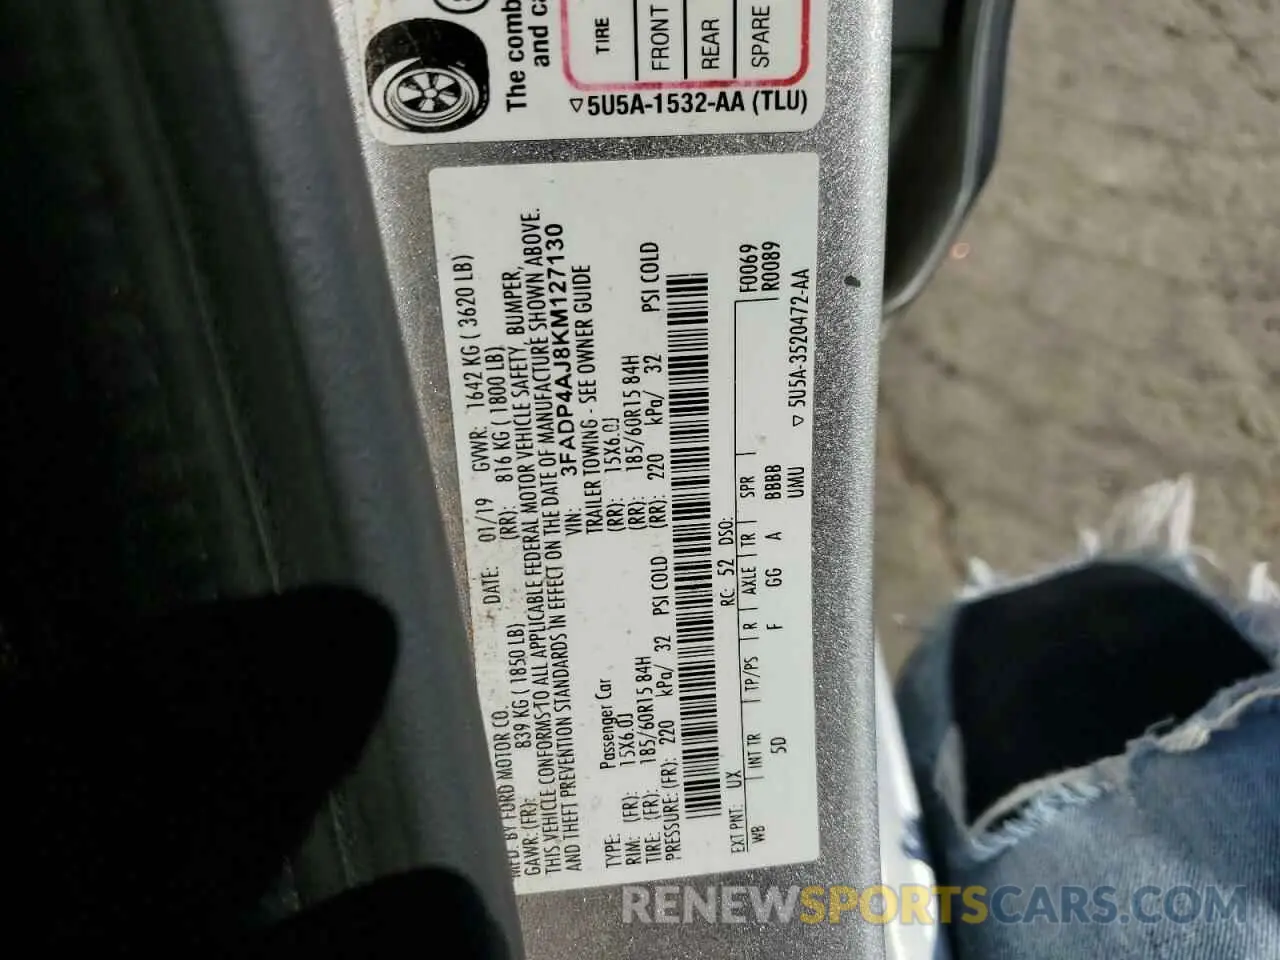 The comb
and ca
TIRE
FRONT
REAR
SPARE
▽5U5A-1532-AA (TLU)
MFD. BY FORD MOTOR CO. DATE: 01/19 GVWR: 1642 KG ( 3620 LB)
GAWR: (FR): 839 KG ( 1850 LB) (RR): 816 KG ( 1800 LB)
THIS VEHICLE CONFORMS TO ALL APPLICABLE FEDERAL MOTOR VEHICLE SAFETY, BUMPER,
AND THEFT PREVENTION STANDARDS IN EFFECT ON THE DATE OF MANUFACTURE SHOWN ABOVE.
VIN: 3FADP4AJ8KM127130
TYPE: Passenger Car TRAILER TOWING - SEE OWNER GUIDE
RIM: (FR): 15X6.0J (RR): 15X6.0J
TIRE: (FR): 185/60R15 84H (RR): 185/60R15 84H
PRESSURE: (FR): 220 kPa/ 32 PSI COLD (RR): 220 kPa/ 32 PSI COLD
EXT PNT: UX RC: 52 DSO:
WB INT TR TP/PS R AXLE TR SPR F0069
5D F GG A BBBB R0089
UMU
▽ 5U5A-3520472-AA
RENEWSPORTSCARS.COM